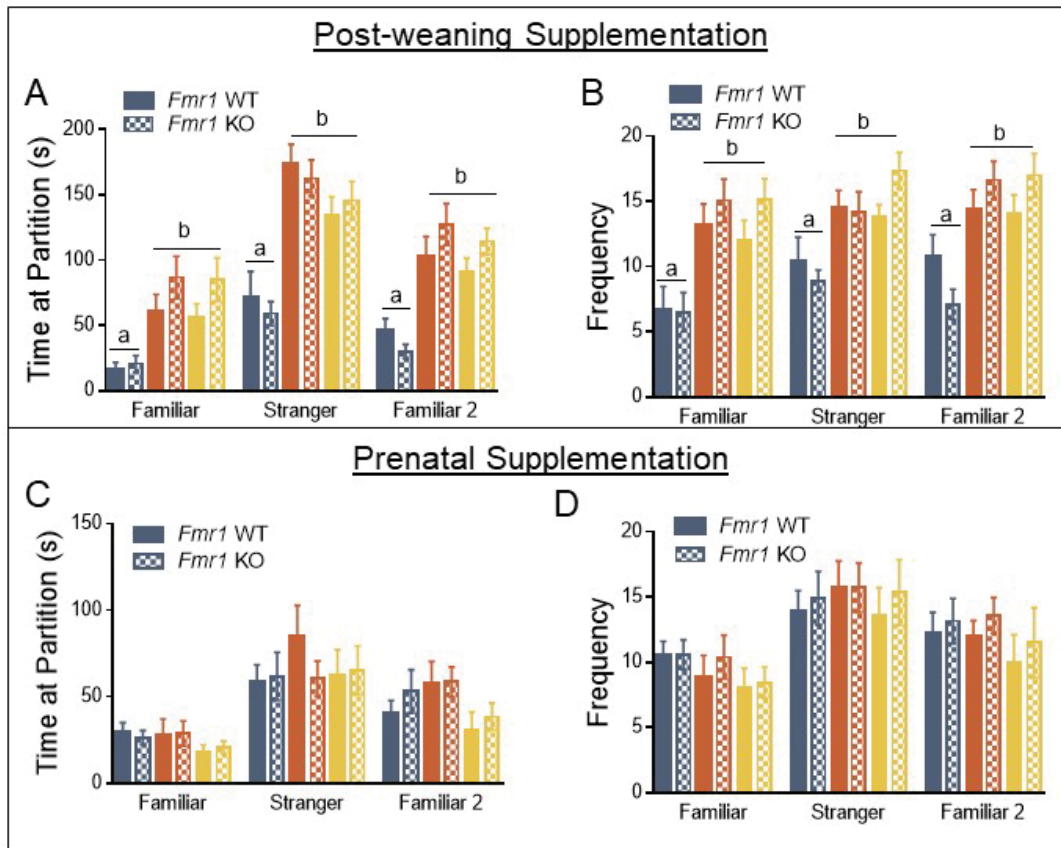 Post-weaning Supplementation
A
Fmr1 WT
Fmr1 KO
Time at Partition (s)
200
150
100
50
0
a
b
a
b
a
b
Familiar
Stranger
Familiar 2
B
Fmr1 WT
Fmr1 KO
Frequency
20
15
10
5
0
a
b
a
b
a
b
Familiar
Stranger
Familiar 2
Prenatal Supplementation
C
Fmr1 WT
Fmr1 KO
Time at Partition (s)
150
100
50
0
Familiar
Stranger
Familiar 2
D
Fmr1 WT
Fmr1 KO
Frequency
20
15
10
5
0
Familiar
Stranger
Familiar 2